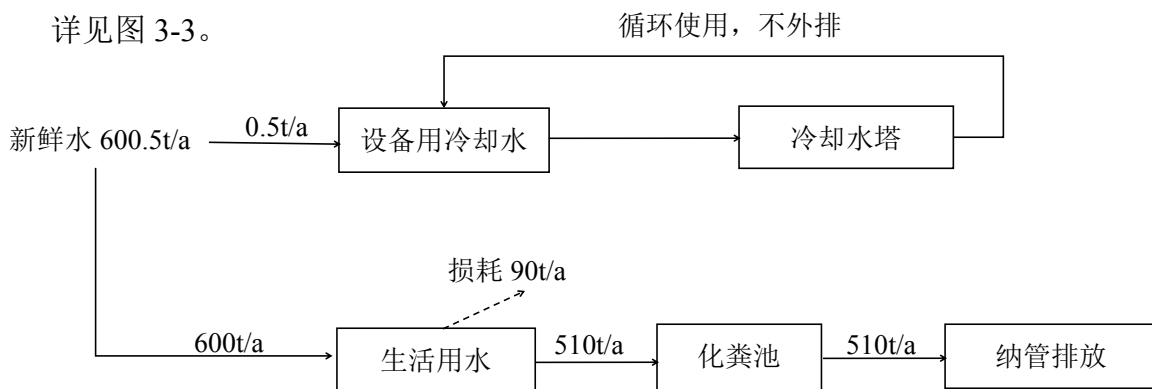 详见图 3-3。
循环使用，不外排
新鲜水 600.5t/a
0.5t/a
设备用冷却水
冷却水塔
损耗 90t/a
600t/a
生活用水
510t/a
化粪池
510t/a
纳管排放